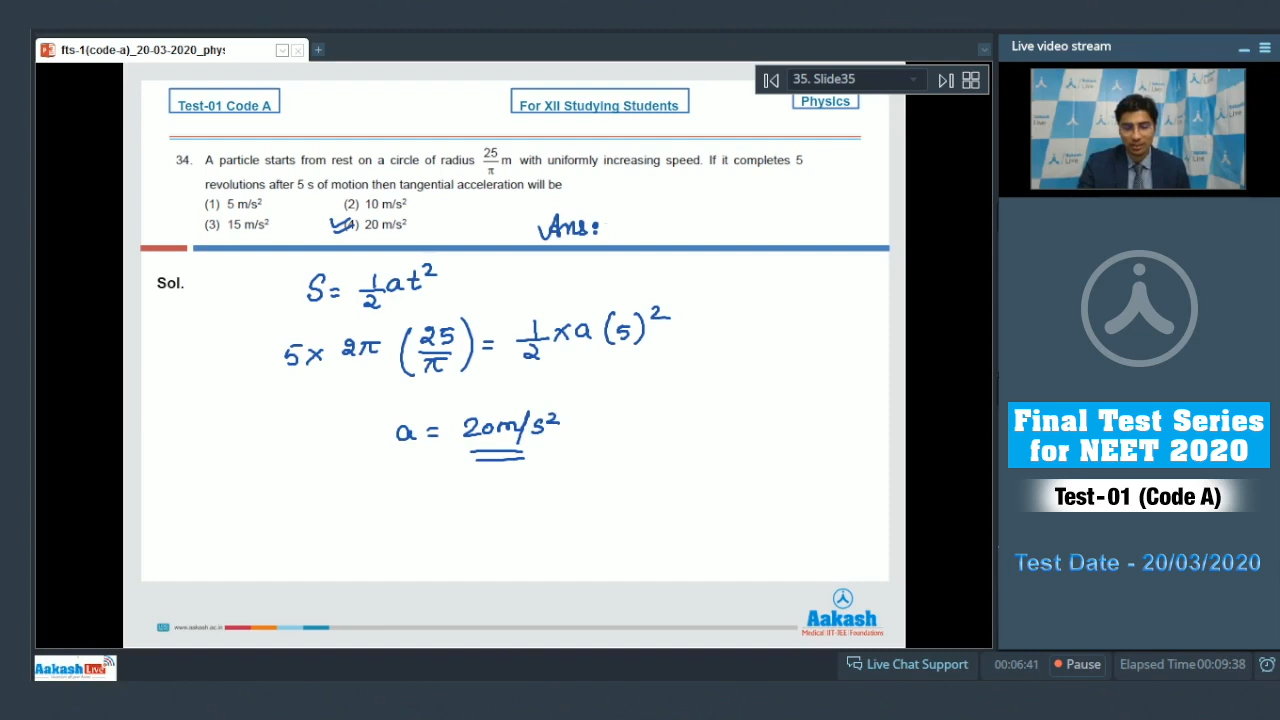 fts-1(code-a)_20-03-2020_phys
Live video stream
35. Slide35
Test-01 Code A
For XII Studying Students
Physics
34. A particle starts from rest on a circle of radius 25/π m with uniformly increasing speed. If it completes 5
revolutions after 5 s of motion then tangential acceleration will be
(1) 5 m/s² (2) 10 m/s²
(3) 15 m/s² (4) 20 m/s²
Ans:
Sol.
S = 1/2 at²
5 × 2π (25/π) = 1/2 × a (5)²
a = 20m/s²
Final Test Series
for NEET 2020
Test-01 (Code A)
Test Date - 20/03/2020
Aakash
Medical|IIT-JEE|Foundations
www.aakash.ac.in
Aakash Live
Live Chat Support
00:06:41
Pause
Elapsed Time 00:09:38